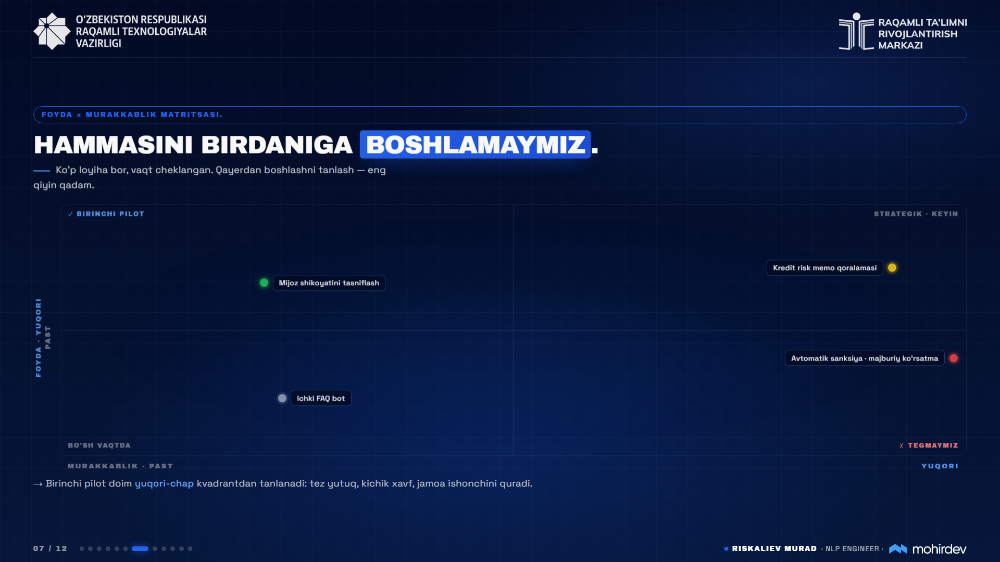 O'ZBEKISTON RESPUBLIKASI
RAQAMLI TEXNOLOGIYALAR
VAZIRLIGI
RAQAMLI TA’LIMNI
RIVOJLANTIRISH
MARKAZI
FOYDA × MURAKKABLIK MATRITSASI.
HAMMASINI BIRDANIGA BOSHLAMAYMIZ.
Ko’p loyiha bor, vaqt cheklangan. Qayerdan boshlashni tanlash — eng
qiyin qadam.
✓ BIRINCHI PILOT
STRATEGIK · KEYIN
Kredit risk memo qoralamasi
Mijoz shikoyatini tasniflash
FOYDA · YUQORI
PAST
Avtomatik sanksiya · majburiy ko’rsatma
Ichki FAQ bot
BO'SH VAQTDA
✗ TEGMAYMIZ
MURAKKABLIK · PAST
YUQORI
→ Birinchi pilot doim yuqori-chap kvadrantdan tanlanadi: tez yutuq, kichik xavf, jamoa ishonchini quradi.
07 / 12
RISKALIEV MURAD · NLP ENGINEER ·
mohirdev